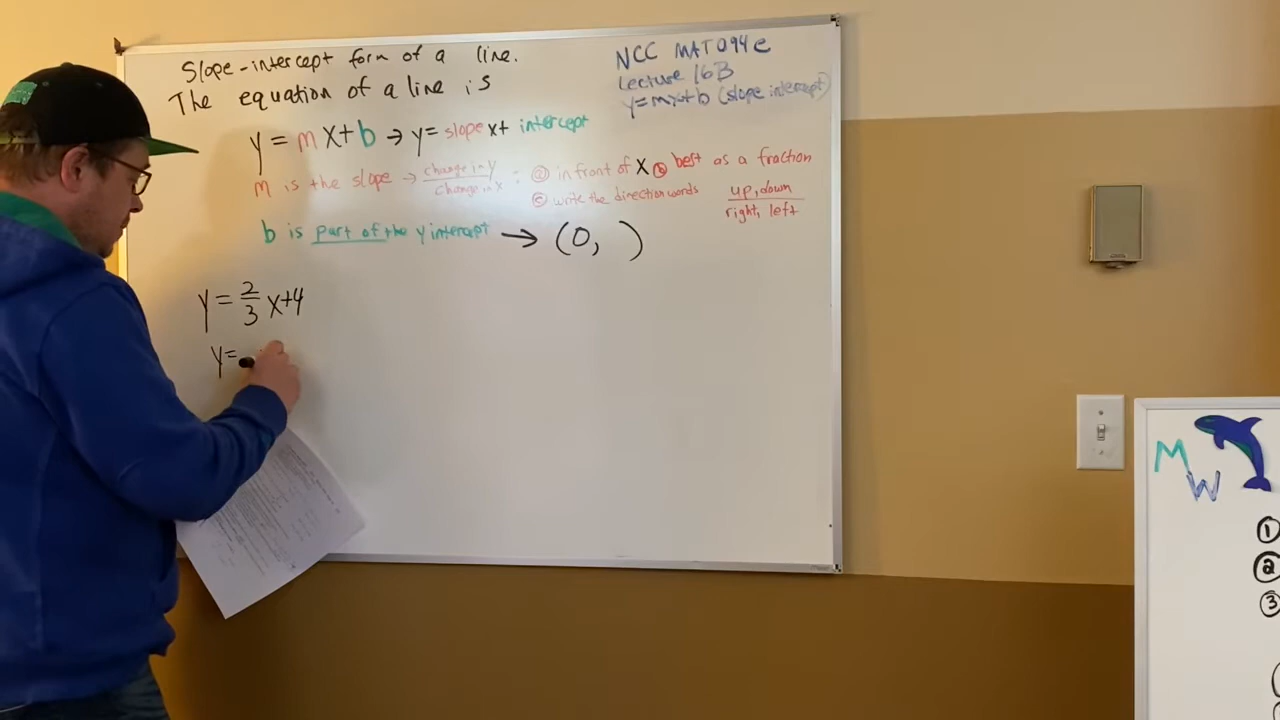 Slope-intercept form of a line.
The equation of a line is
y = mx+b → y= slope x+ intercept
m is the slope → change in y / change in x : ⓐ in front of x ⓑ best as a fraction
ⓒ write the direction words up, down / right, left
b is part of the y intercept → (0, )
y = 2/3 x+4
y=
NCC MAT094e
Lecture 16B
y=mx+b (slope intercept)
M
W
①
②
③